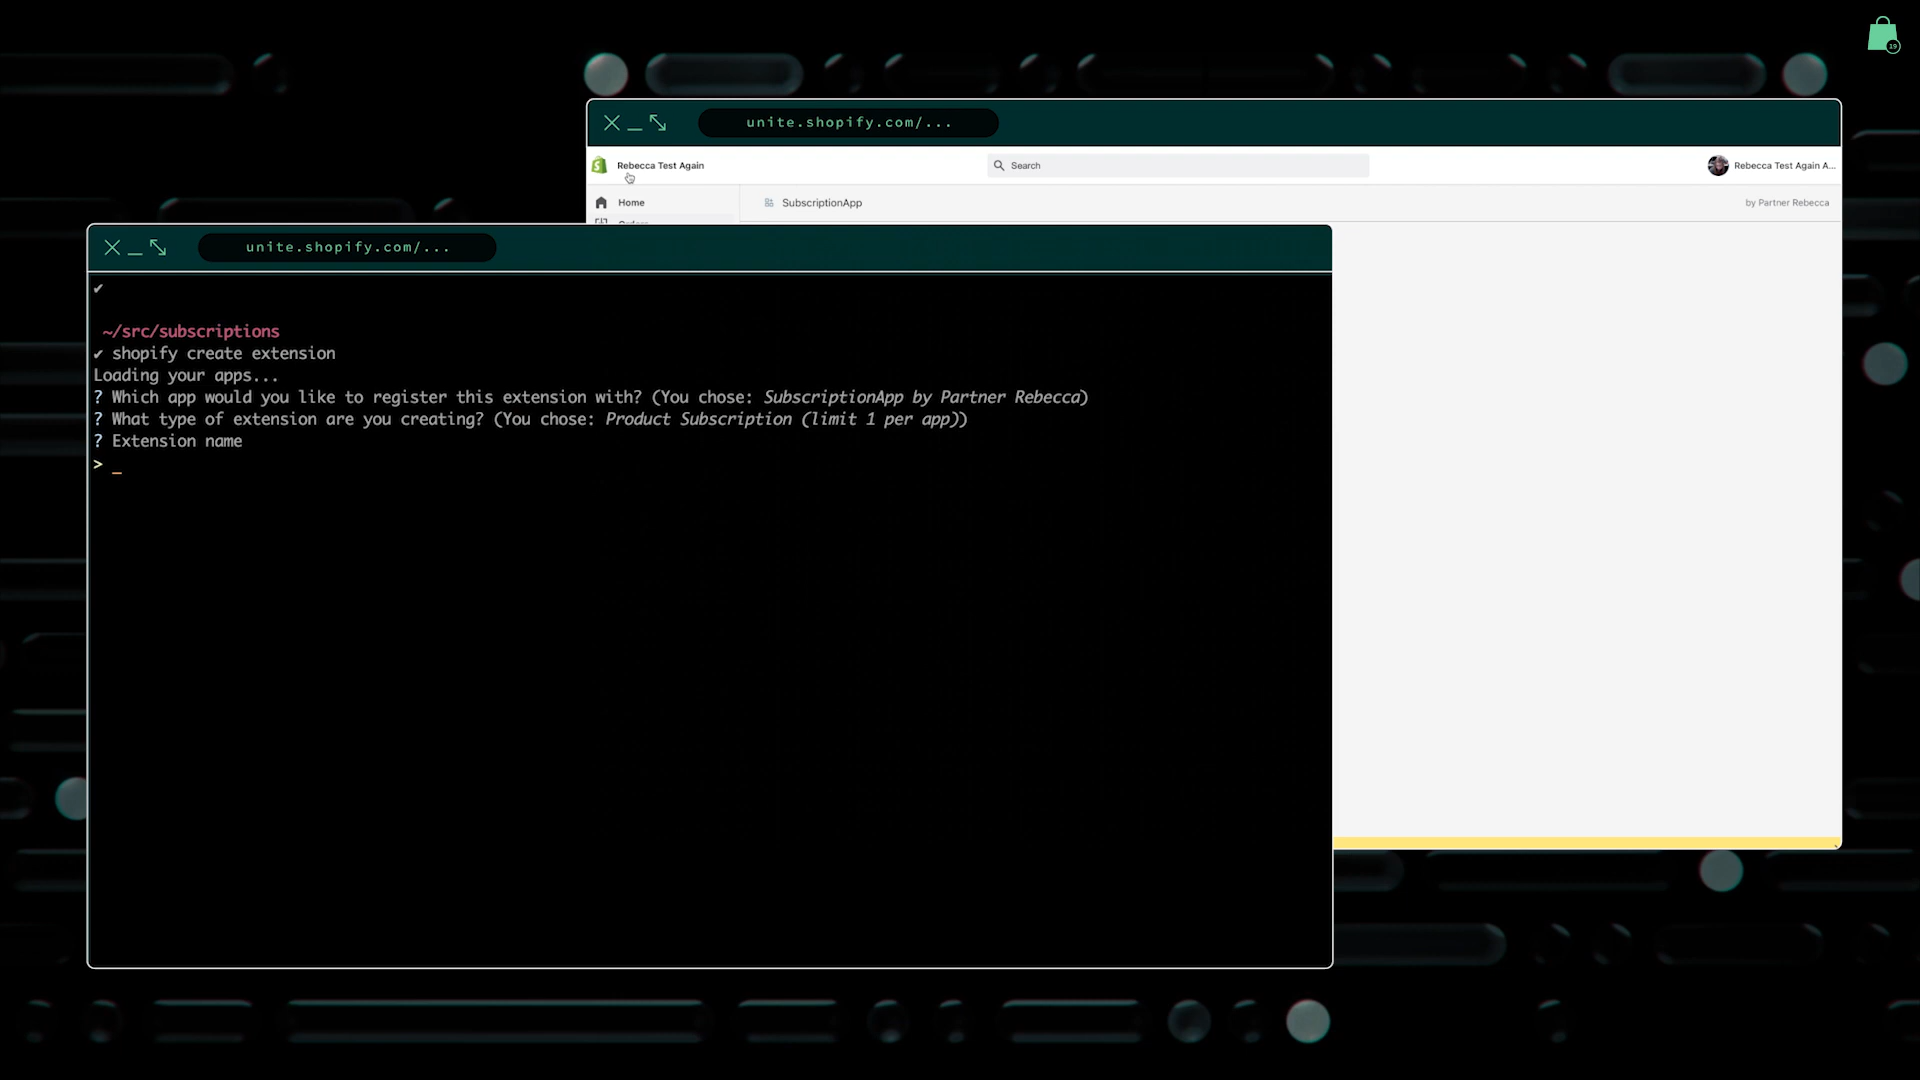 19
unite.shopify.com/...
Rebecca Test Again
Search
Rebecca Test Again A...
Home
SubscriptionApp
by Partner Rebecca
unite.shopify.com/...
✔
~/src/subscriptions
✔ shopify create extension
Loading your apps...
? Which app would you like to register this extension with? (You chose: SubscriptionApp by Partner Rebecca)
? What type of extension are you creating? (You chose: Product Subscription (limit 1 per app))
? Extension name
> _